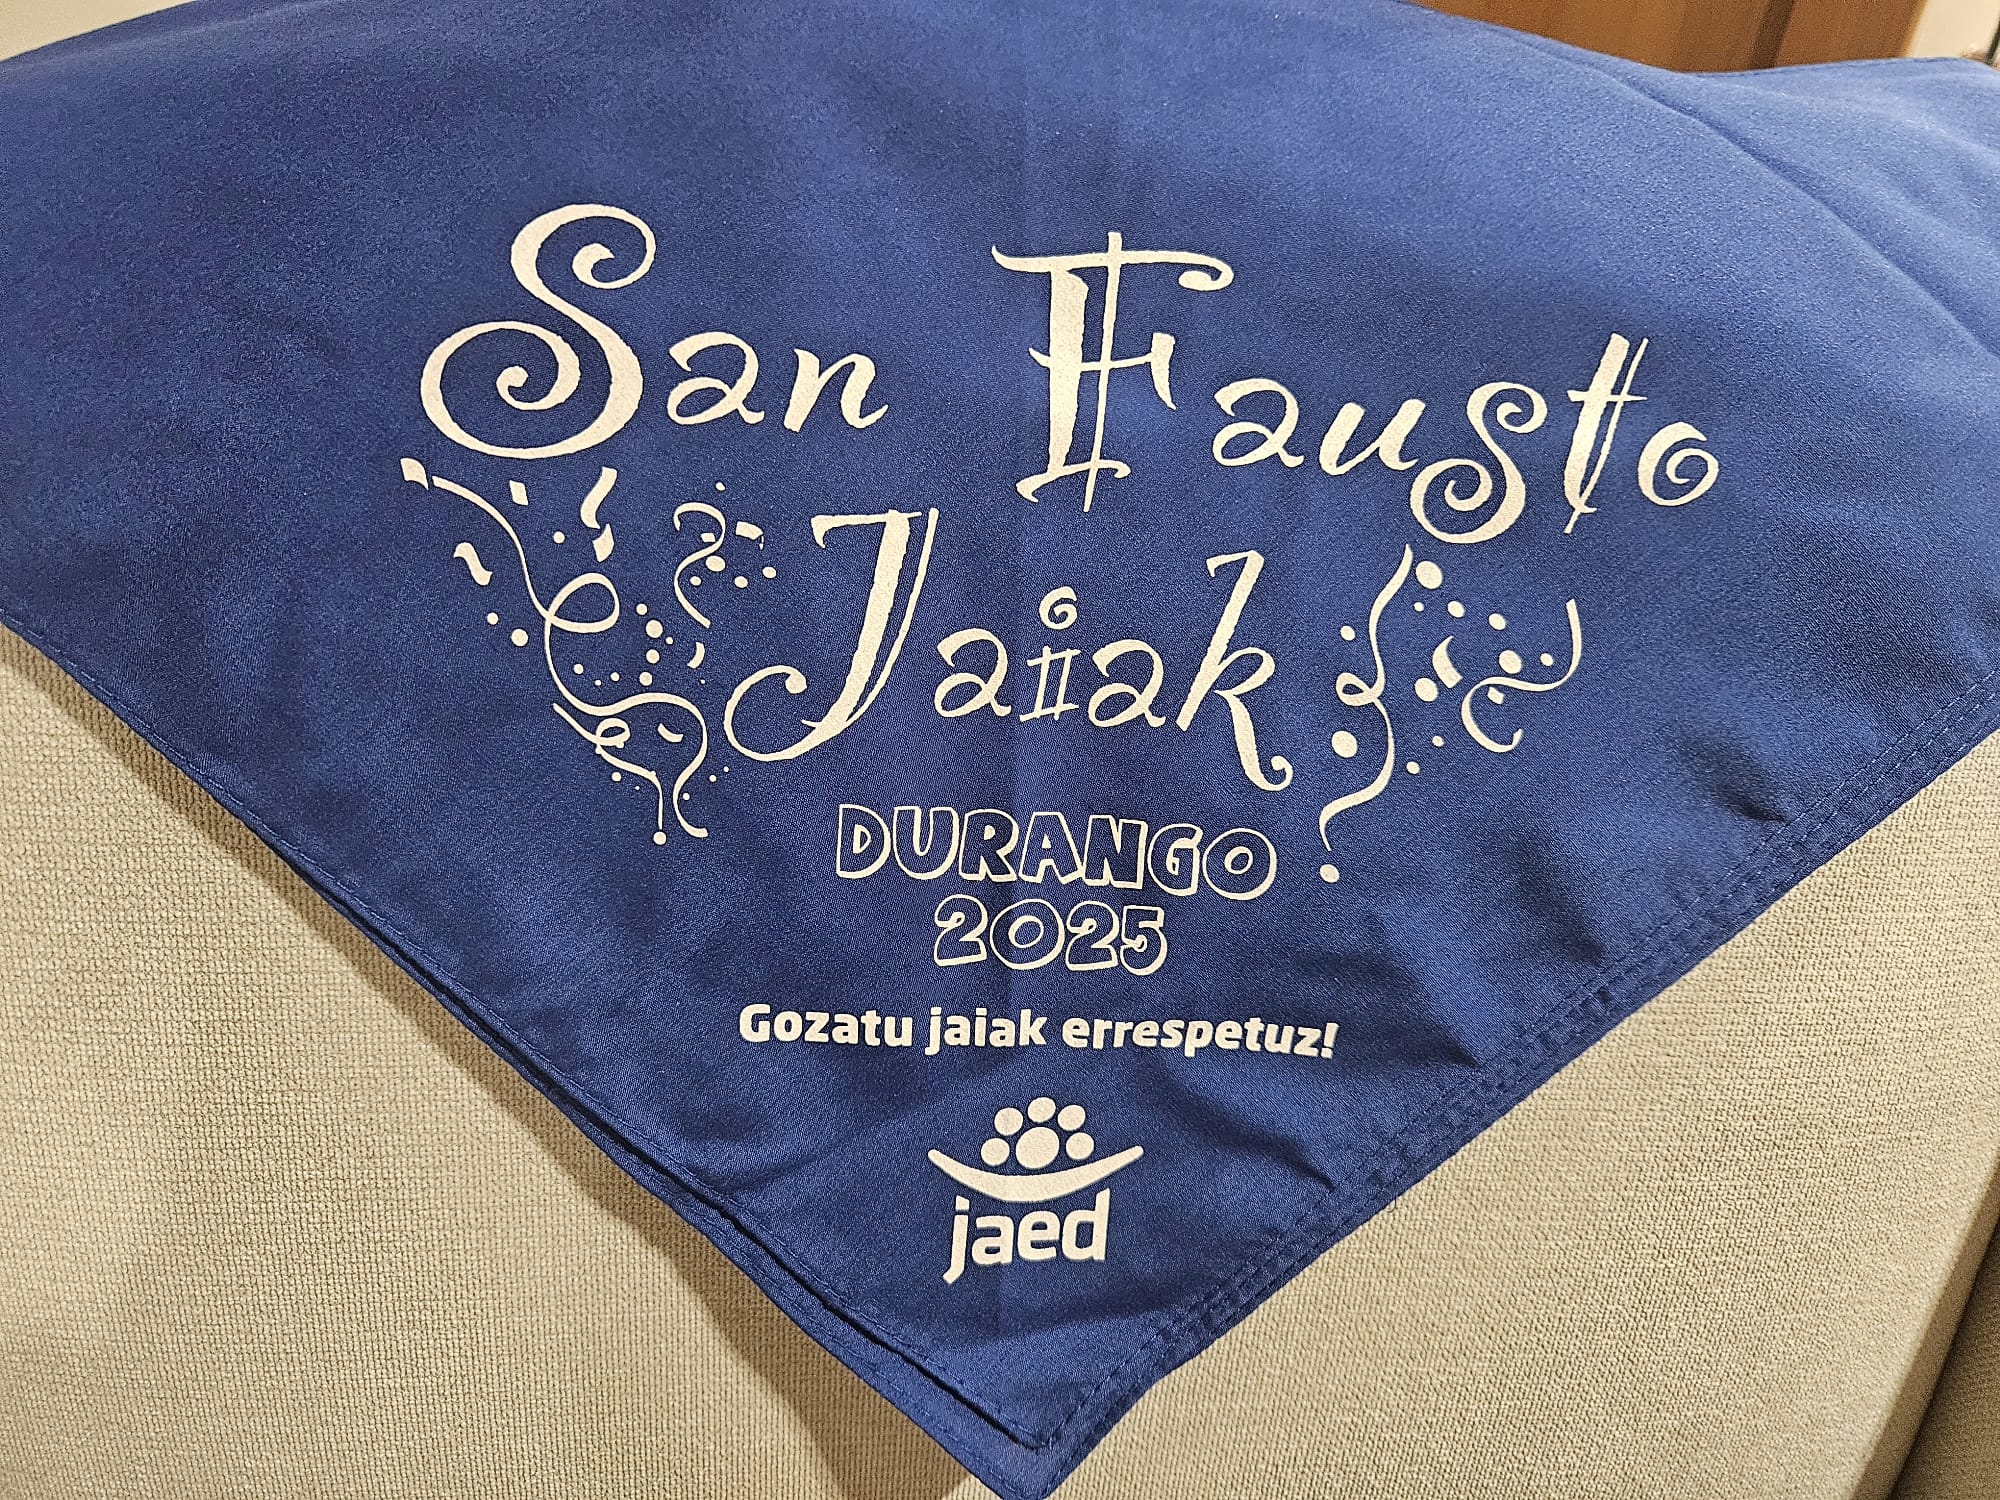 San Fausto
Jaiak
DURANGO
2025
Gozatu jaiak errespetuz!
jaed